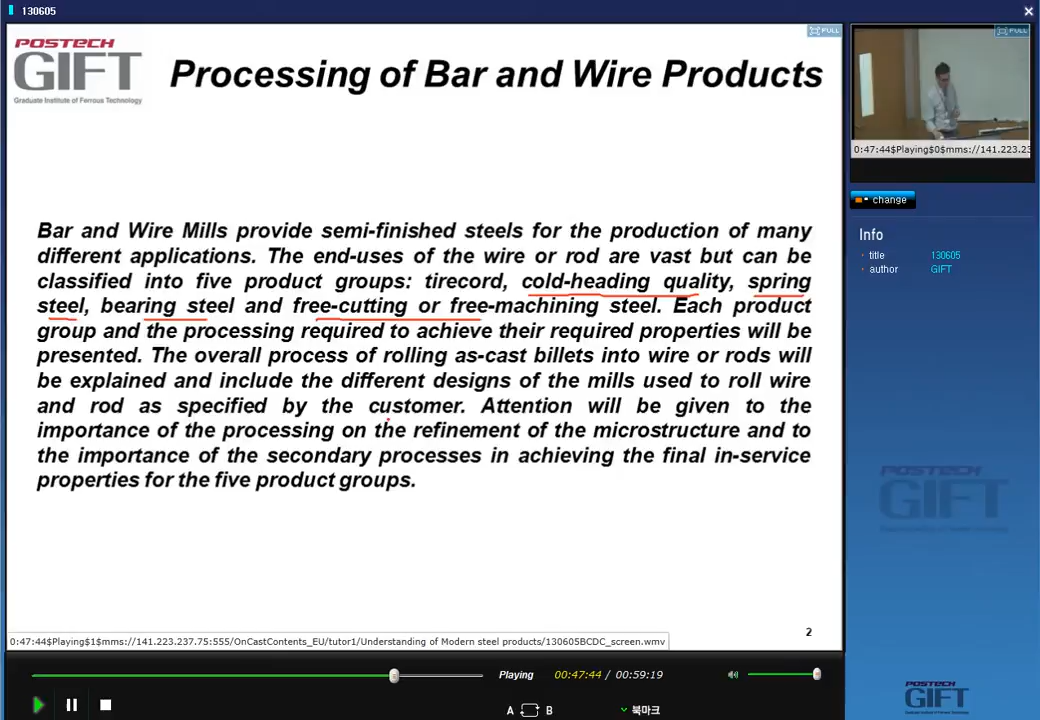 130605
POSTECH
GIFT
Graduate Institute of Ferrous Technology
Processing of Bar and Wire Products
FULL
FULL
0:47:44$Playing$0$mms://141.223.23
change
Info
title 130605
author GIFT
Bar and Wire Mills provide semi-finished steels for the production of many
different applications. The end-uses of the wire or rod are vast but can be
classified into five product groups: tirecord, cold-heading quality, spring
steel, bearing steel and free-cutting or free-machining steel. Each product
group and the processing required to achieve their required properties will be
presented. The overall process of rolling as-cast billets into wire or rods will
be explained and include the different designs of the mills used to roll wire
and rod as specified by the customer. Attention will be given to the
importance of the processing on the refinement of the microstructure and to
the importance of the secondary processes in achieving the final in-service
properties for the five product groups.
POSTECH
GIFT
2
0:47:44$Playing$1$mms://141.223.237.75:555/OnCastContents_EU/tutor1/Understanding of Modern steel products/130605BCDC_screen.wmv
Playing 00:47:44 / 00:59:19
A B 북마크
POSTECH
GIFT